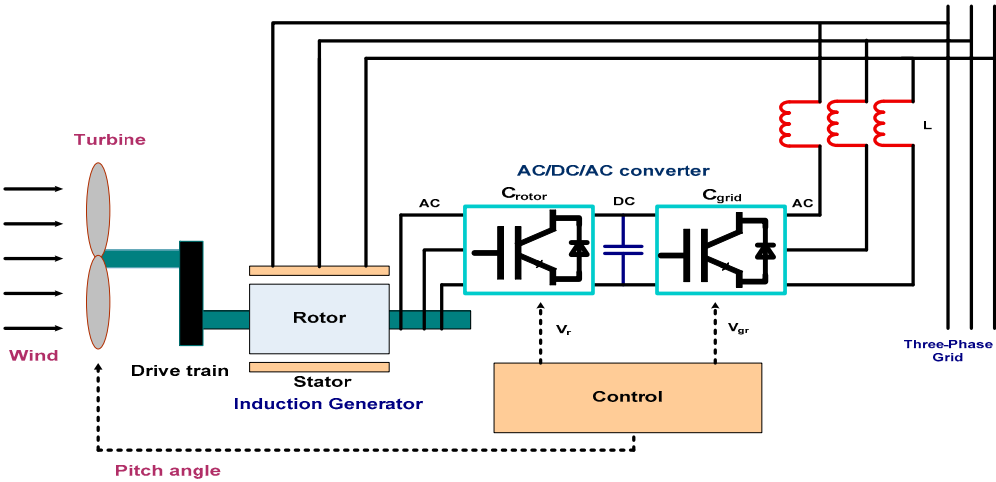 Turbine
L
AC/DC/AC converter
AC
Crotor
DC
Cgrid
AC
Rotor
Wind
Vr
Vgr
Three-Phase
Grid
Drive train
Stator
Induction Generator
Control
Pitch angle